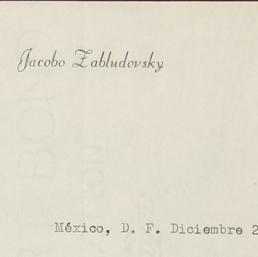 Jacobo Zabludovsky
México, D. F. Diciembre 2